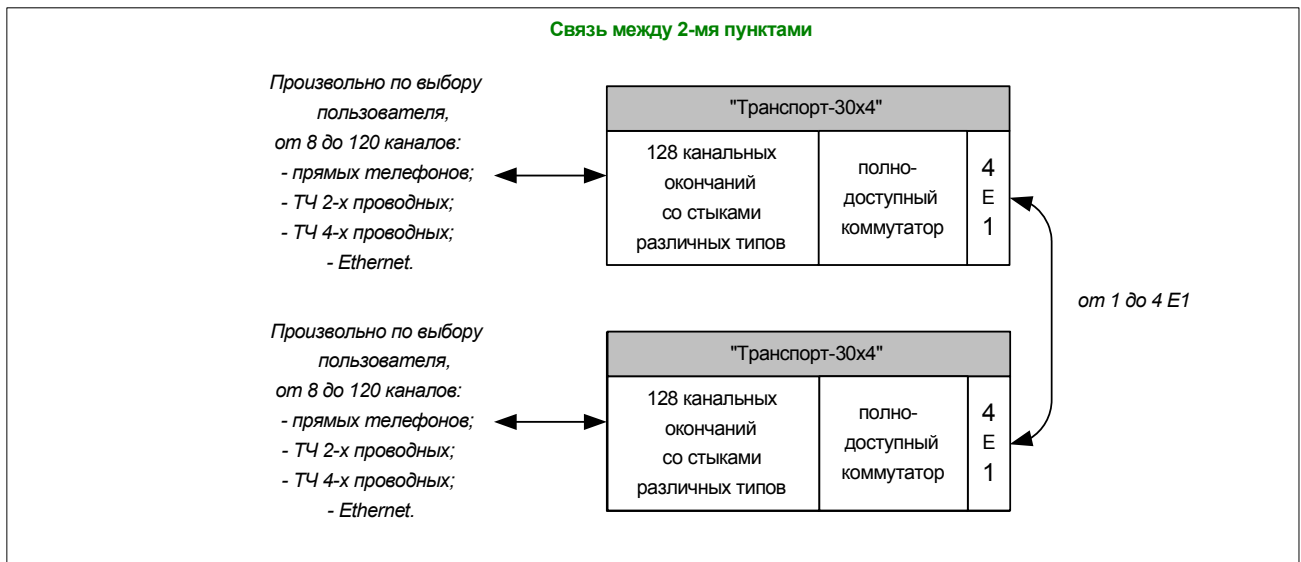 Связь между 2-мя пунктами
Произвольно по выбору
пользователя,
от 8 до 120 каналов:
- прямых телефонов;
- ТЧ 2-х проводных;
- ТЧ 4-х проводных;
- Ethernet.
"Транспорт-30х4"
128 канальных
окончаний
со стыками
различных типов
полно-
доступный
коммутатор
4
Е
1
от 1 до 4 Е1
Произвольно по выбору
пользователя,
от 8 до 120 каналов:
- прямых телефонов;
- ТЧ 2-х проводных;
- ТЧ 4-х проводных;
- Ethernet.
"Транспорт-30х4"
128 канальных
окончаний
со стыками
различных типов
полно-
доступный
коммутатор
4
Е
1